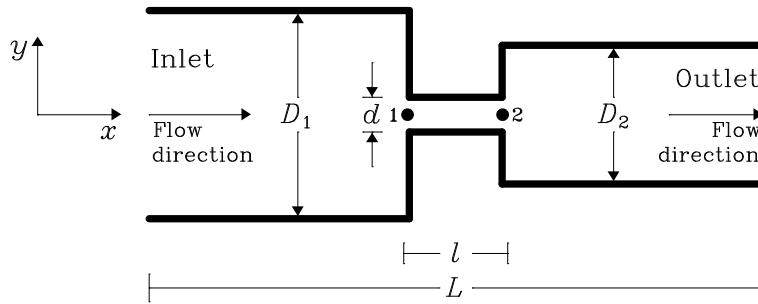 y
x
Inlet
Flow
direction
D1
d
1
2
D2
Outlet
Flow
direction
l
L